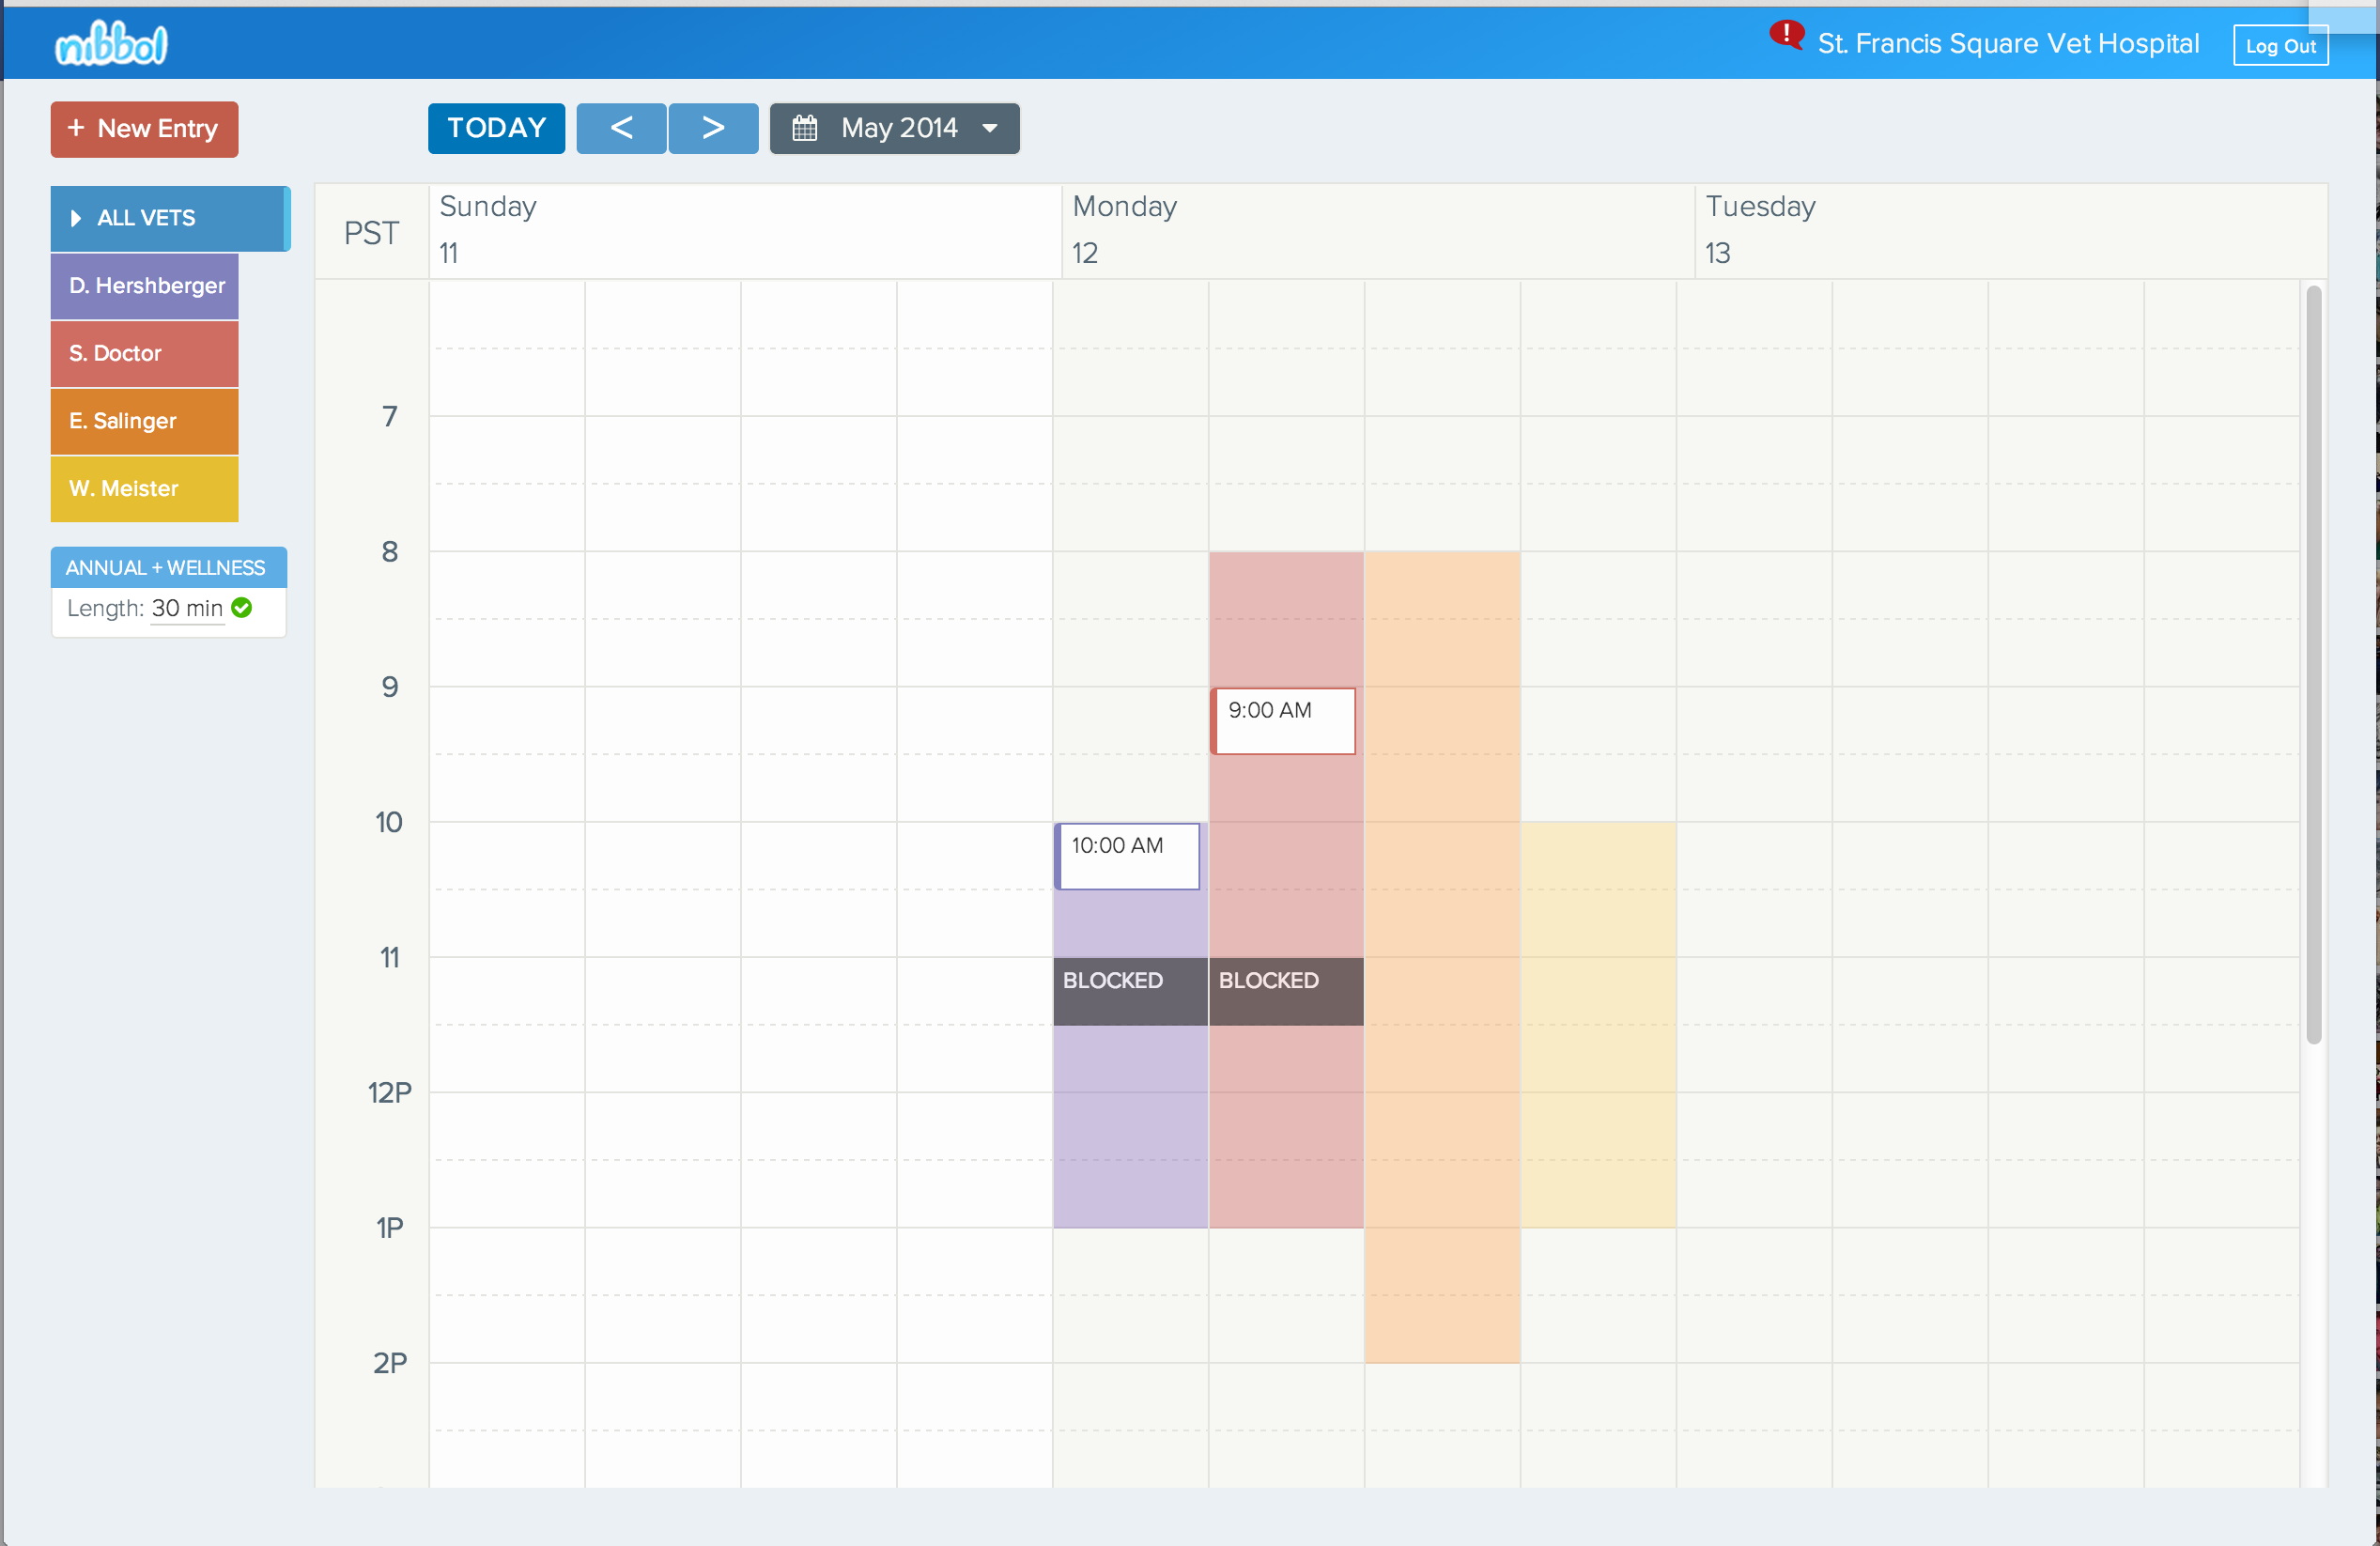 nibbol
! St. Francis Square Vet Hospital Log Out
+ New Entry
TODAY < > May 2014
ALL VETS
D. Hershberger
S. Doctor
E. Salinger
W. Meister
ANNUAL + WELLNESS
Length: 30 min
PST
Sunday
11
Monday
12
Tuesday
13
7
8
9
9:00 AM
10
10:00 AM
11
BLOCKED BLOCKED
12P
1P
2P